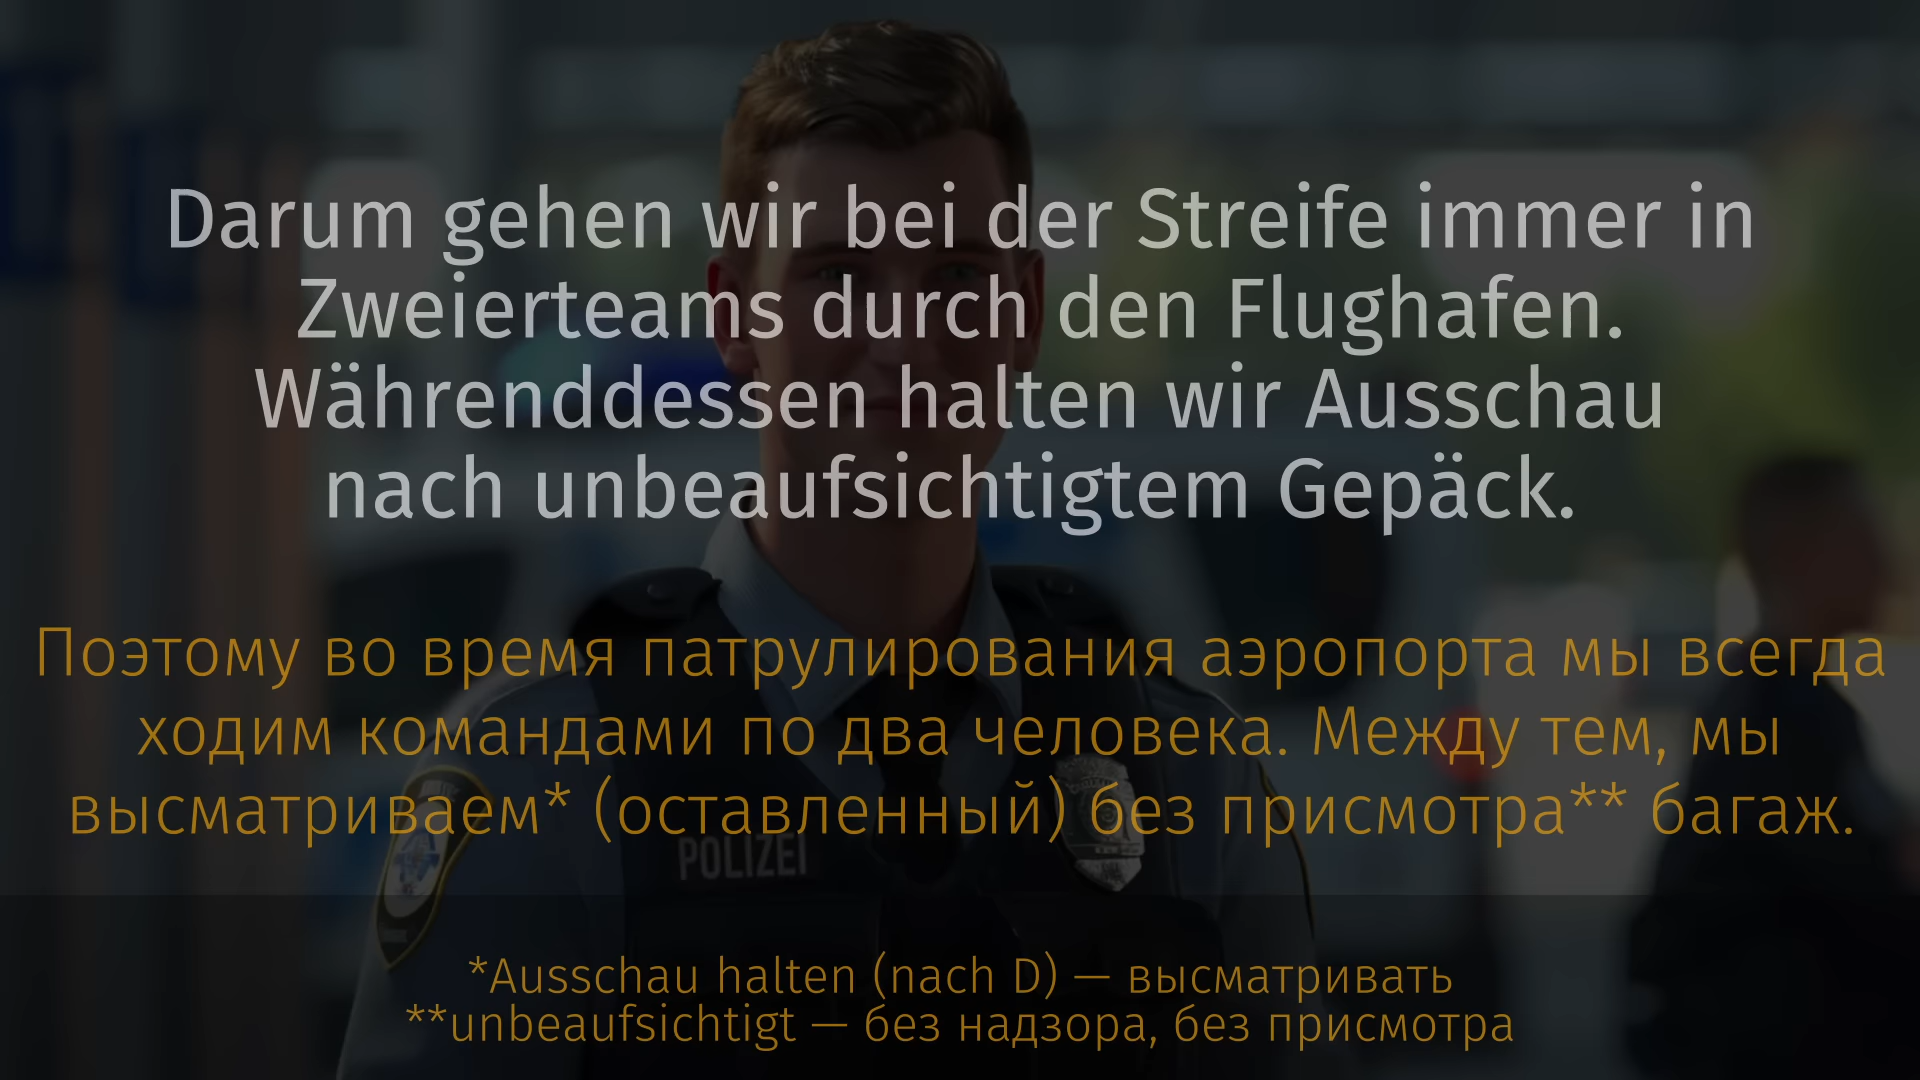 Darum gehen wir bei der Streife immer in
Zweierteams durch den Flughafen.
Währenddessen halten wir Ausschau
nach unbeaufsichtigtem Gepäck.
Поэтому во время патрулирования аэропорта мы всегда
ходим командами по два человека. Между тем, мы
высматриваем* (оставленный) без присмотра** багаж.
POLIZEI
*Ausschau halten (nach D) — высматривать
**unbeaufsichtigt — без надзора, без присмотра